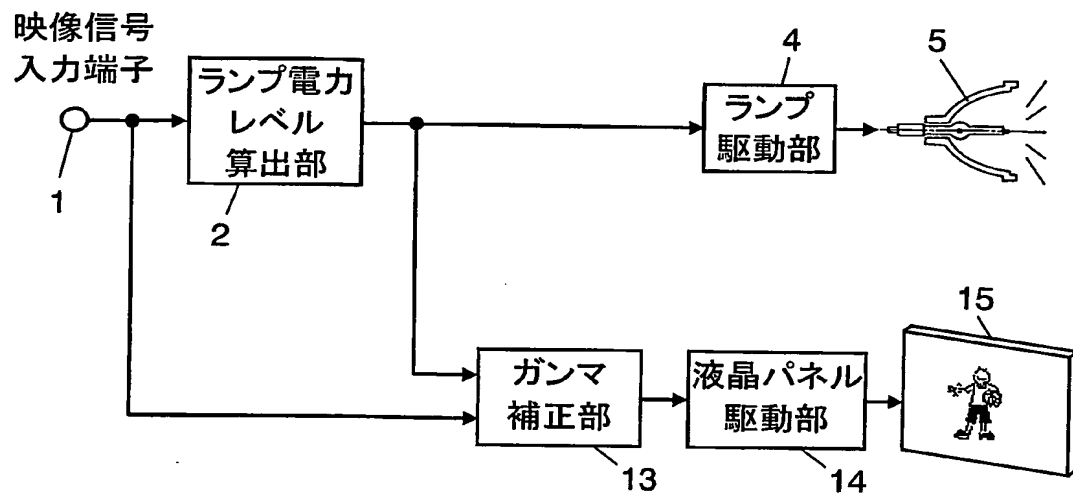 映像信号
入力端子
1
ランプ電力
レベル
算出部
2
4
ランプ
駆動部
5
ガンマ
補正部
13
液晶パネル
駆動部
14
15